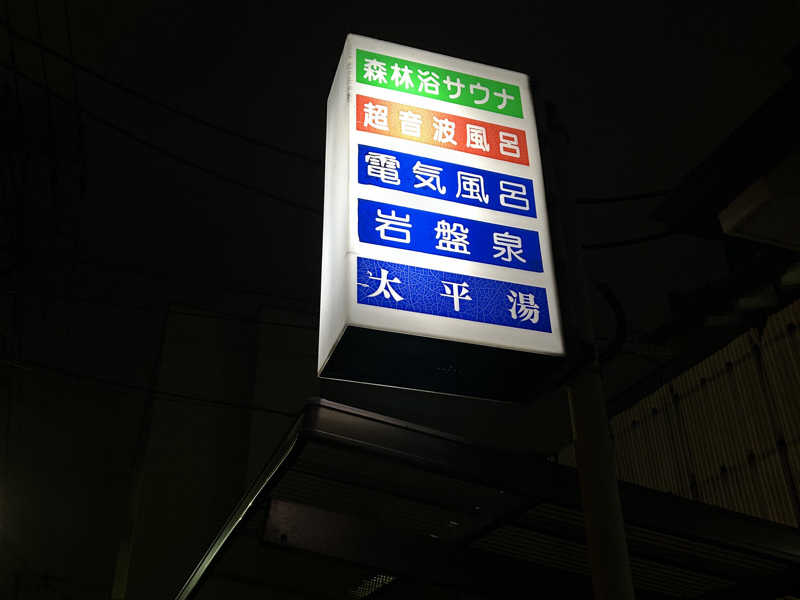 森林浴サウナ
超音波風呂
電気風呂
岩盤泉
太平湯